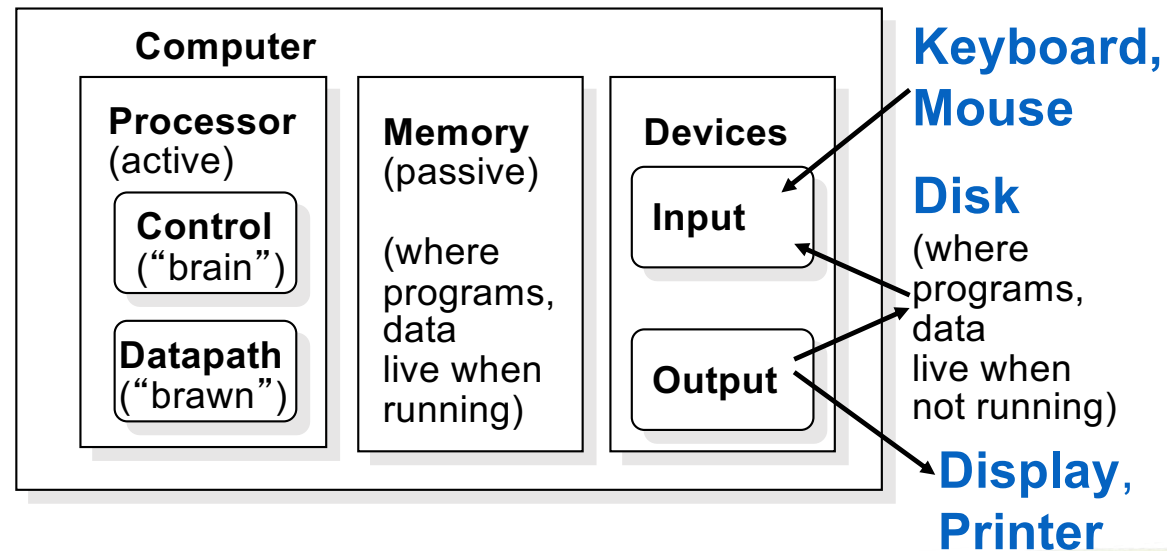 Computer
Processor
(active)
Control
(“brain”)
Datapath
(“brawn”)
Memory
(passive)
(where
programs,
data
live when
running)
Devices
Input
Output
Keyboard,
Mouse
Disk
(where
programs,
data
live when
not running)
Display,
Printer